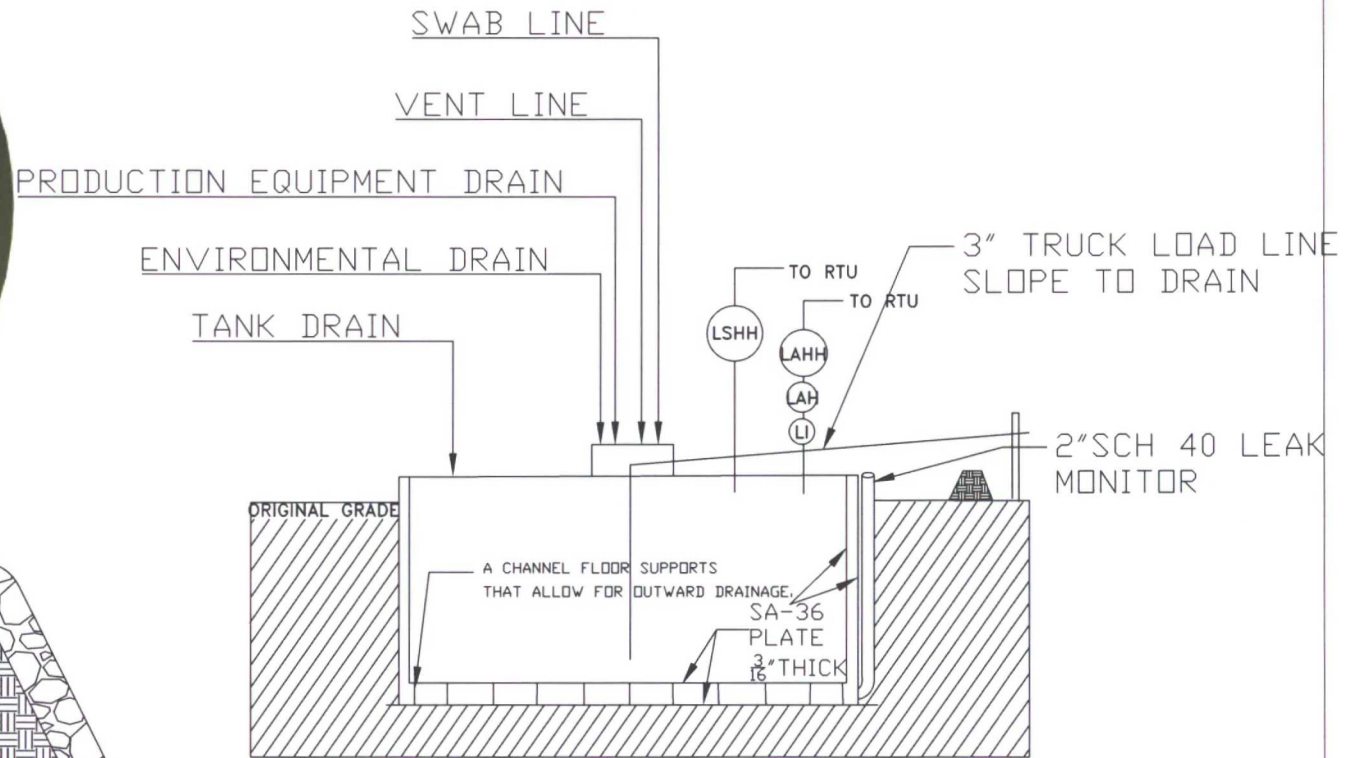 SWAB LINE
VENT LINE
PRODUCTION EQUIPMENT DRAIN
ENVIRONMENTAL DRAIN
TANK DRAIN
TO RTU
TO RTU
3" TRUCK LOAD LINE
SLOPE TO DRAIN
LSHH
LAHH
LAH
LI
2"SCH 40 LEAK
MONITOR
ORIGINAL GRADE
A CHANNEL FLOOR SUPPORTS
THAT ALLOW FOR OUTWARD DRAINAGE.
SA-36
PLATE
3/16"THICK